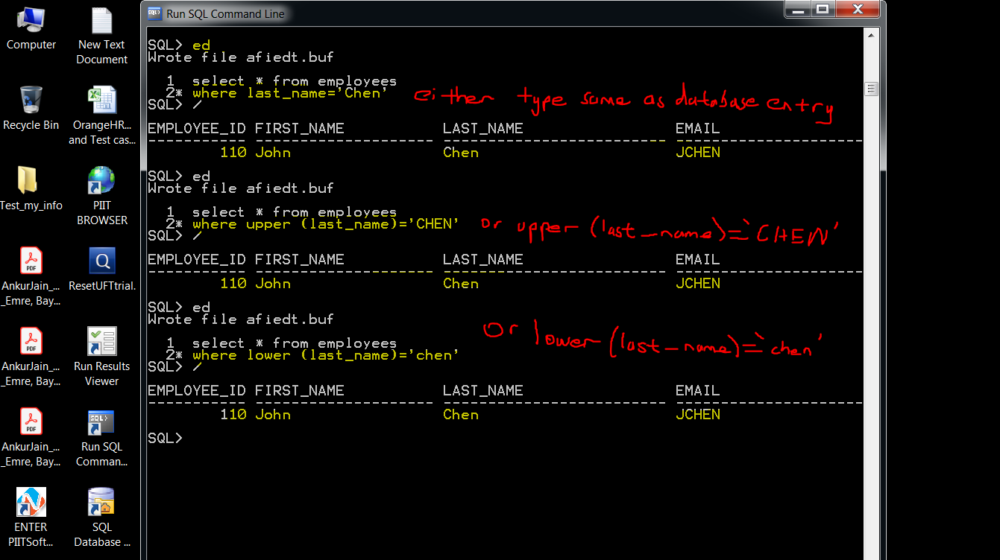 Computer
New Text
Document
Recycle Bin
OrangeHR...
and Test cas...
Test_my_info
PIIT
BROWSER
AnkurJain_...
_Emre, Bay...
ResetUFTtrial.
AnkurJain_...
_Emre, Bay...
Run Results
Viewer
AnkurJain_...
_Emre, Bay...
Run SQL
Comman...
ENTER
PIITSoft...
SQL
Database ...
Run SQL Command Line
SQL> ed
Wrote file afiedt.buf
1 select * from employees
2* where last_name='Chen' either type same as database entry
SQL> /
EMPLOYEE_ID FIRST_NAME LAST_NAME EMAIL
----------- -------------------- ------------------------- -------------------------
110 John Chen JCHEN
SQL> ed
Wrote file afiedt.buf
1 select * from employees
2* where upper (last_name)='CHEN' or upper (last_name)='CHEN'
SQL> /
EMPLOYEE_ID FIRST_NAME LAST_NAME EMAIL
----------- -------------------- ------------------------- -------------------------
110 John Chen JCHEN
SQL> ed
Wrote file afiedt.buf
1 select * from employees
2* where lower (last_name)='chen' Or lower (last_name)='chen'
SQL> /
EMPLOYEE_ID FIRST_NAME LAST_NAME EMAIL
----------- -------------------- ------------------------- -------------------------
110 John Chen JCHEN
SQL>